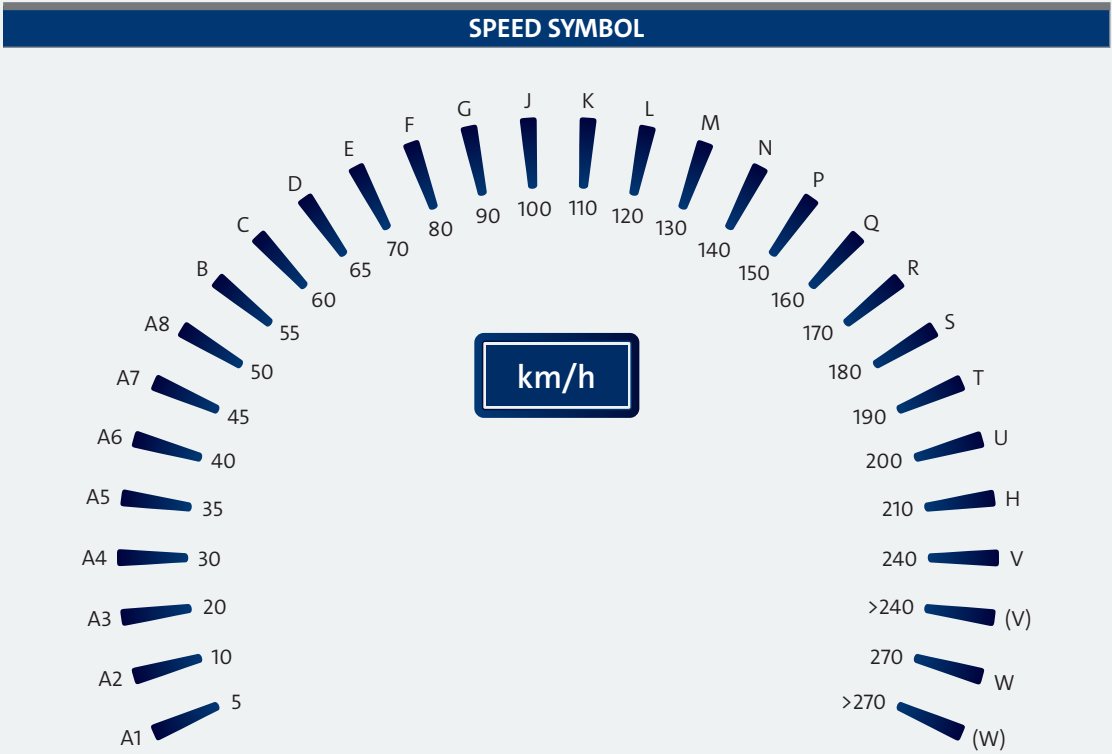 SPEED SYMBOL
A1 5
A2 10
A3 20
A4 30
A5 35
A6 40
A7 45
A8 50
B 55
C 60
D 65
E 70
F 80
G 90
J 100
K 110
L 120
M 130
N 140
P 150
Q 160
R 170
S 180
T 190
U 200
H 210
V 240
(V) >240
W 270
(W) >270
km/h